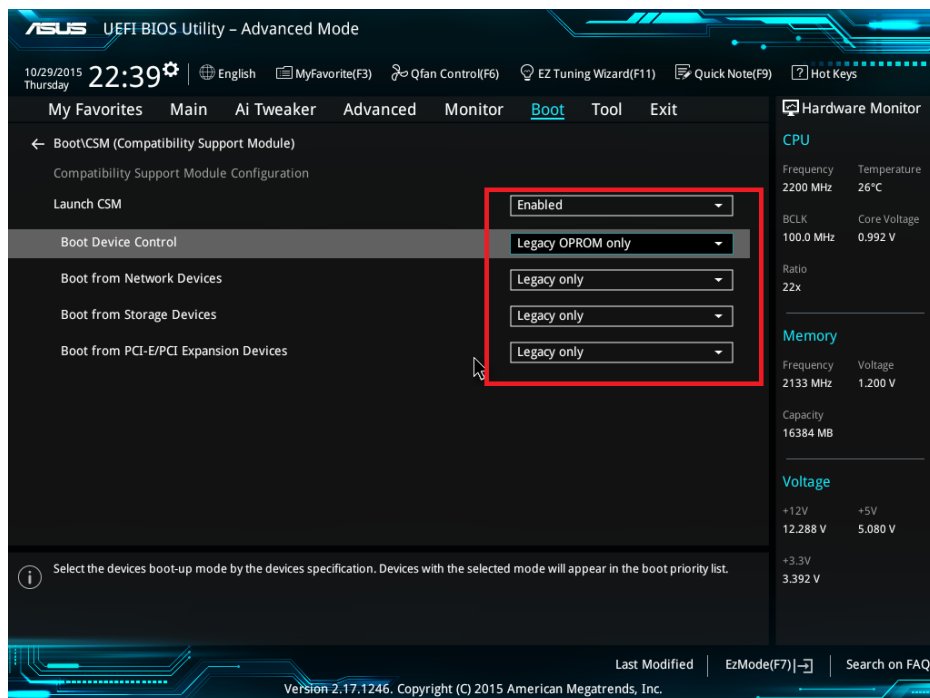 ASUS UEFI BIOS Utility – Advanced Mode
10/29/2015 Thursday 22:39 English MyFavorite(F3) Qfan Control(F6) EZ Tuning Wizard(F11) Quick Note(F9) ? Hot Keys
My Favorites Main Ai Tweaker Advanced Monitor Boot Tool Exit
Boot\CSM (Compatibility Support Module)
Compatibility Support Module Configuration
Launch CSM Enabled
Boot Device Control Legacy OPROM only
Boot from Network Devices Legacy only
Boot from Storage Devices Legacy only
Boot from PCI-E/PCI Expansion Devices Legacy only
Select the devices boot-up mode by the devices specification. Devices with the selected mode will appear in the boot priority list.
Hardware Monitor
CPU
Frequency Temperature
2200 MHz 26°C
BCLK Core Voltage
100.0 MHz 0.992 V
Ratio
22x
Memory
Frequency Voltage
2133 MHz 1.200 V
Capacity
16384 MB
Voltage
+12V +5V
12.288 V 5.080 V
+3.3V
3.392 V
Last Modified EzMode(F7) Search on FAQ
Version 2.17.1246. Copyright (C) 2015 American Megatrends, Inc.